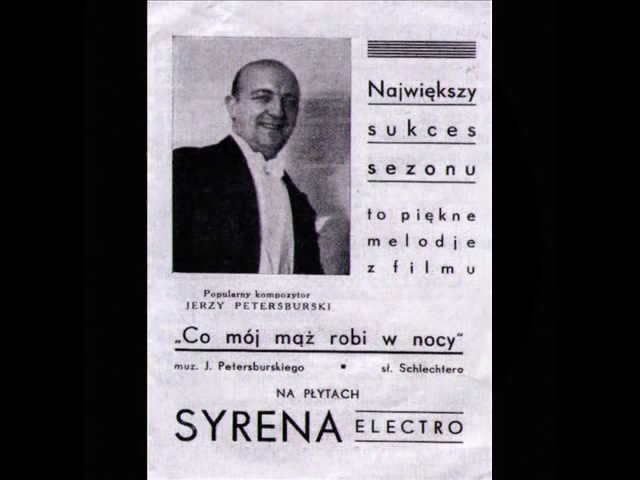 Największy
sukces
sezonu
to piękne
melodje
z filmu
Popularny kompozytor
JERZY PETERSBURSKI
„Co mój mąż robi w nocy“
muz. J. Petersburskiego ▪ sł. Schlechtera
NA PŁYTACH
SYRENA ELECTRO